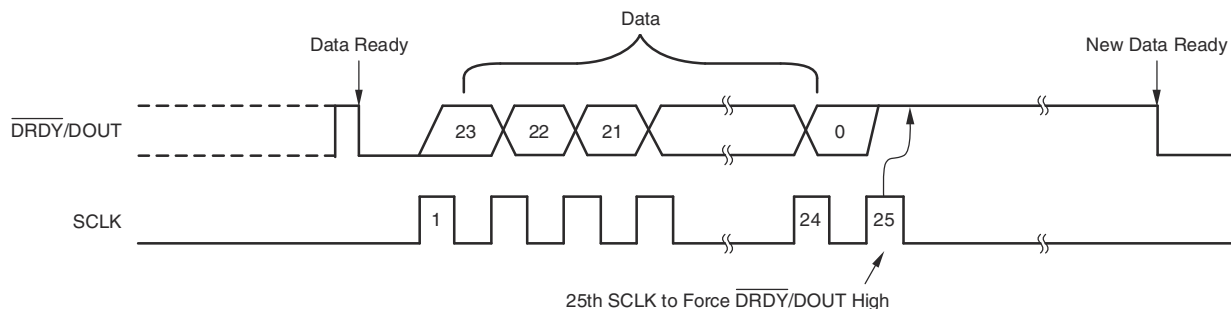 Data
Data Ready
New Data Ready
DRDY/DOUT
23
22
21
0
SCLK
1
24
25
25th SCLK to Force DRDY/DOUT High